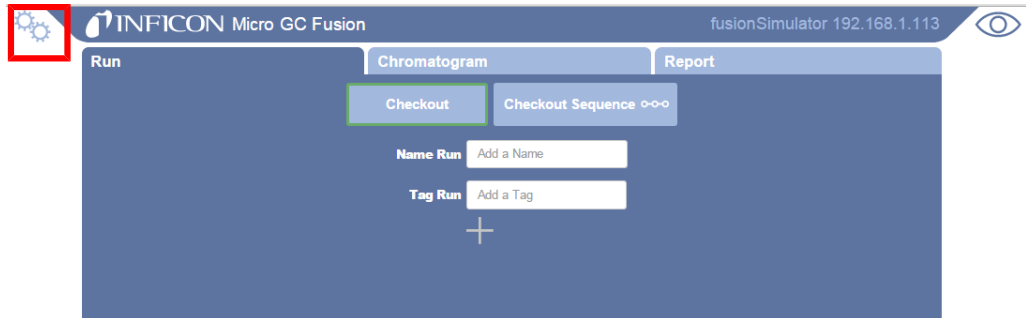 INFICON Micro GC Fusion
fusionSimulator 192.168.1.113
Run
Chromatogram
Report
Checkout
Checkout Sequence
Name Run
Add a Name
Tag Run
Add a Tag